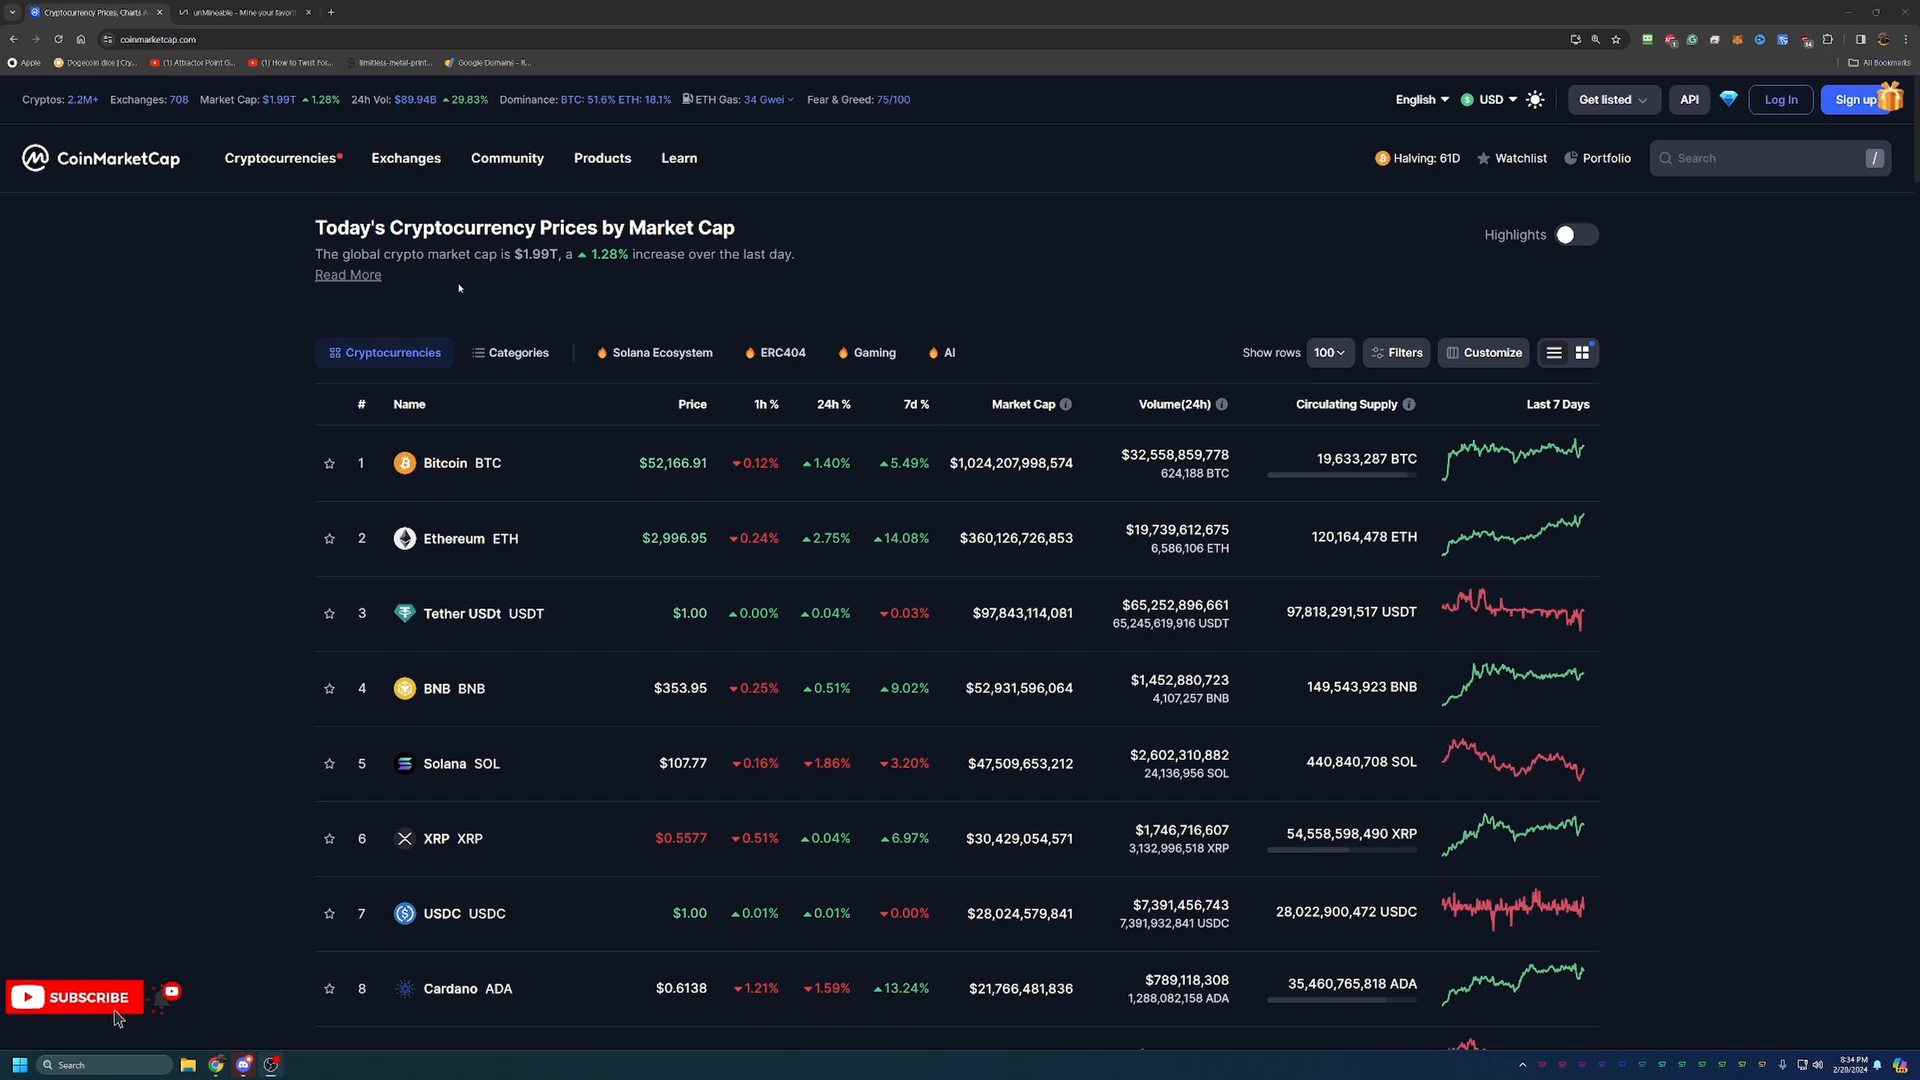 Cryptocurrency Prices, Charts A
unMineable - Mine your favorit
coinmarketcap.com
Apple
Dogecoin dice | Cry...
(1) Attractor Point G...
(1) How to Twist For...
limitless-metal-print...
Google Domains - R...
All Bookmarks
Cryptos: 2.2M+ Exchanges: 708 Market Cap: $1.99T 1.28% 24h Vol: $89.94B 29.83% Dominance: BTC: 51.6% ETH: 18.1% ETH Gas: 34 Gwei Fear & Greed: 75/100
English USD Get listed API Log In Sign up
CoinMarketCap Cryptocurrencies Exchanges Community Products Learn Halving: 61D Watchlist Portfolio Search /
Today's Cryptocurrency Prices by Market Cap
Highlights
The global crypto market cap is $1.99T, a 1.28% increase over the last day.
Read More
Cryptocurrencies Categories Solana Ecosystem ERC404 Gaming AI Show rows 100 Filters Customize
# Name Price 1h % 24h % 7d % Market Cap Volume(24h) Circulating Supply Last 7 Days
1 Bitcoin BTC $52,166.91 0.12% 1.40% 5.49% $1,024,207,998,574 $32,558,859,778 19,633,287 BTC
624,188 BTC
2 Ethereum ETH $2,996.95 0.24% 2.75% 14.08% $360,126,726,853 $19,739,612,675 120,164,478 ETH
6,586,106 ETH
3 Tether USDt USDT $1.00 0.00% 0.04% 0.03% $97,843,114,081 $65,252,896,661 97,818,291,517 USDT
65,245,619,916 USDT
4 BNB BNB $353.95 0.25% 0.51% 9.02% $52,931,596,064 $1,452,880,723 149,543,923 BNB
4,107,257 BNB
5 Solana SOL $107.77 0.16% 1.86% 3.20% $47,509,653,212 $2,602,310,882 440,840,708 SOL
24,136,956 SOL
6 XRP XRP $0.5577 0.51% 0.04% 6.97% $30,429,054,571 $1,746,716,607 54,558,598,490 XRP
3,132,996,518 XRP
7 USDC USDC $1.00 0.01% 0.01% 0.00% $28,024,579,841 $7,391,456,743 28,022,900,472 USDC
7,391,932,841 USDC
8 Cardano ADA $0.6138 1.21% 1.59% 13.24% $21,766,481,836 $789,118,308 35,460,765,818 ADA
1,288,082,158 ADA
SUBSCRIBE
Search
8:34 PM
2/20/2024